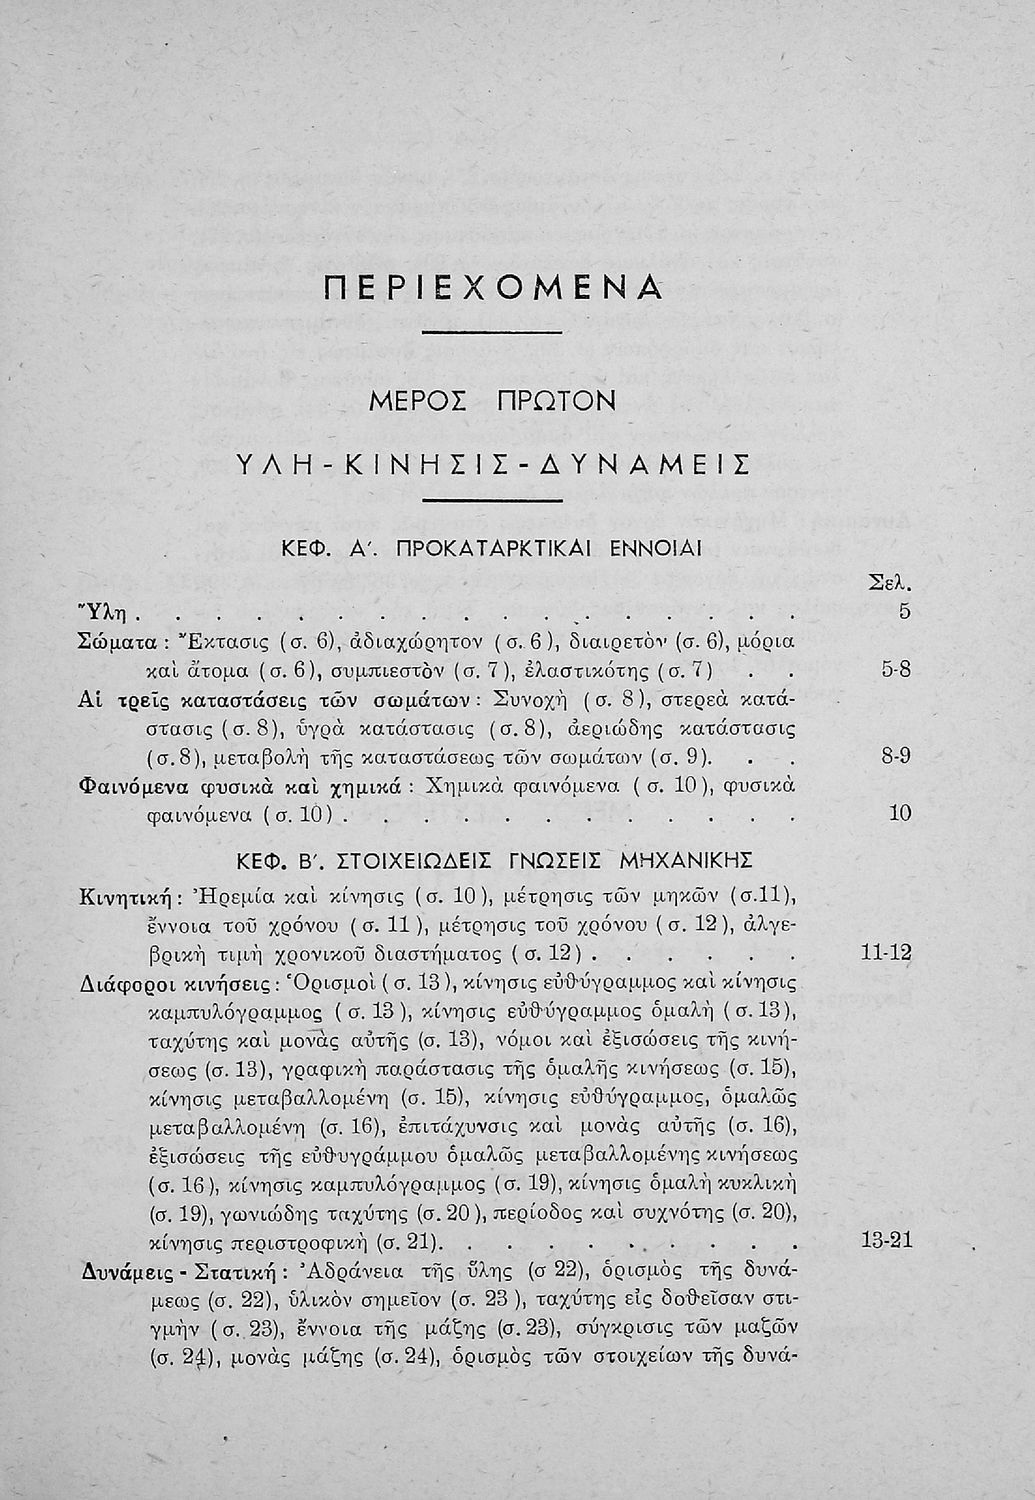 ΠΕΡΙΕΧΟΜΕΝΑ
ΜΕΡΟΣ ΠΡΩΤΟΝ
ΥΛΗ - ΚΙΝΗΣΙΣ - ΔΥΝΑΜΕΙΣ
ΚΕΦ. Α΄. ΠΡΟΚΑΤΑΡΚΤΙΚΑΙ ΕΝΝΟΙΑΙ
Σελ.
Ὕλη . . . . . . . . . . . . . . . . . 5
Σώματα : Ἔκτασις (σ. 6), ἀδιαχώρητον (σ. 6), διαιρετὸν (σ. 6), μόρια
καὶ ἄτομα (σ. 6), συμπιεστὸν (σ. 7), ἐλαστικότης (σ. 7) . . 5-8
Αἱ τρεῖς καταστάσεις τῶν σωμάτων : Συνοχὴ (σ. 8), στερεὰ κατά-
στασις (σ. 8), ὑγρὰ κατάστασις (σ. 8), ἀεριώδης κατάστασις
(σ. 8), μεταβολὴ τῆς καταστάσεως τῶν σωμάτων (σ. 9). . . 8-9
Φαινόμενα φυσικὰ καὶ χημικά : Χημικὰ φαινόμενα (σ. 10), φυσικὰ
φαινόμενα (σ. 10) . . . . . . . . . . . . 10
ΚΕΦ. Β΄. ΣΤΟΙΧΕΙΩΔΕΙΣ ΓΝΩΣΕΙΣ ΜΗΧΑΝΙΚΗΣ
Κινητική : Ἠρεμία καὶ κίνησις (σ. 10), μέτρησις τῶν μηκῶν (σ.11),
ἔννοια τοῦ χρόνου (σ. 11), μέτρησις τοῦ χρόνου (σ. 12), ἀλγε-
βρικὴ τιμὴ χρονικοῦ διαστήματος (σ. 12) . . . . . . 11-12
Διάφοροι κινήσεις : Ὁρισμοὶ (σ. 13), κίνησις εὐθύγραμμος καὶ κίνησις
καμπυλόγραμμος (σ. 13), κίνησις εὐθύγραμμος ὁμαλὴ (σ. 13),
ταχύτης καὶ μονὰς αὐτῆς (σ. 13), νόμοι καὶ ἐξισώσεις τῆς κινή-
σεως (σ. 13), γραφικὴ παράστασις τῆς ὁμαλῆς κινήσεως (σ. 15),
κίνησις μεταβαλλομένη (σ. 15), κίνησις εὐθύγραμμος, ὁμαλῶς
μεταβαλλομένη (σ. 16), ἐπιτάχυνσις καὶ μονὰς αὐτῆς (σ. 16),
ἐξισώσεις τῆς εὐθυγράμμου ὁμαλῶς μεταβαλλομένης κινήσεως
(σ. 16), κίνησις καμπυλόγραμμος (σ. 19), κίνησις ὁμαλὴ κυκλικὴ
(σ. 19), γωνιώδης ταχύτης (σ. 20), περίοδος καὶ συχνότης (σ. 20),
κίνησις περιστροφικὴ (σ. 21). . . . . . . . . . 13-21
Δυνάμεις - Στατική : Ἀδράνεια τῆς ὕλης (σ 22), ὁρισμὸς τῆς δυνά-
μεως (σ. 22), ὑλικὸν σημεῖον (σ. 23), ταχύτης εἰς δοθεῖσαν στι-
γμὴν (σ. 23), ἔννοια τῆς μάζης (σ. 23), σύγκρισις τῶν μαζῶν
(σ. 24), μονὰς μάζης (σ. 24), ὁρισμὸς τῶν στοιχείων τῆς δυνά-